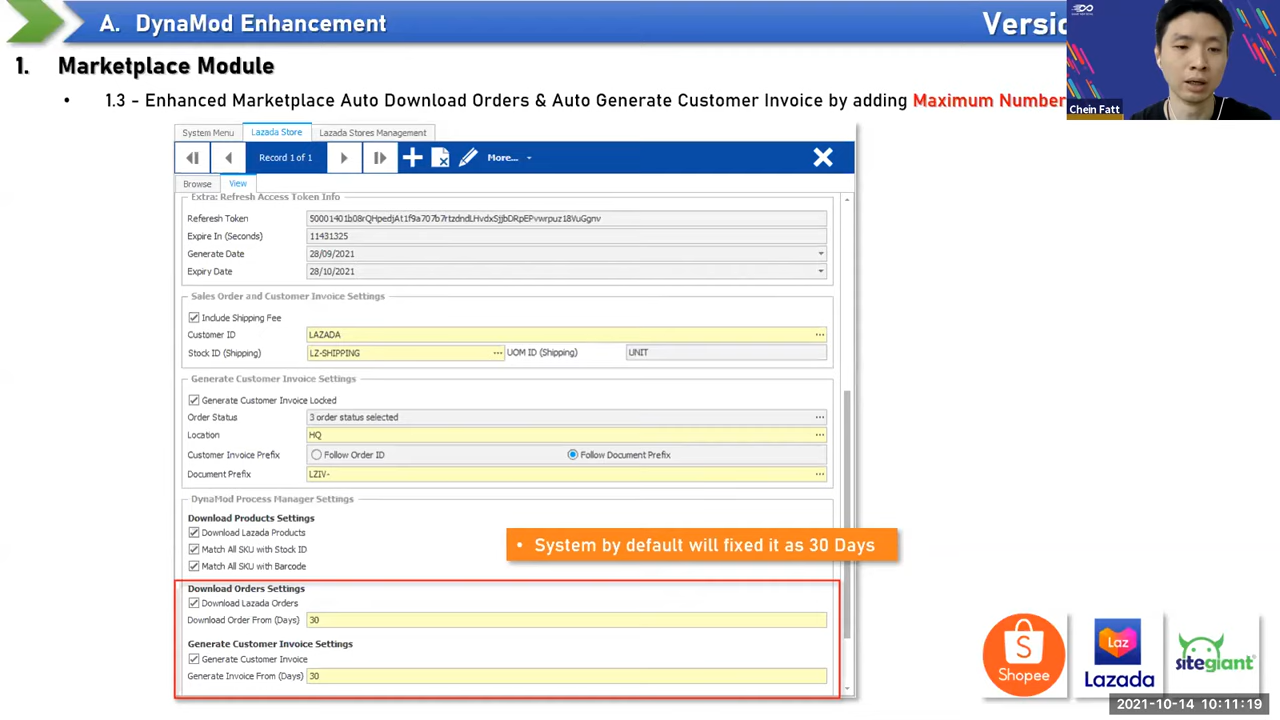 A. DynaMod Enhancement
Versio
1. Marketplace Module
• 1.3 - Enhanced Marketplace Auto Download Orders & Auto Generate Customer Invoice by adding Maximum Number
Chein Fatt
System Menu Lazada Store Lazada Stores Management
Record 1 of 1 More...
Browse View
Extra: Refresh Access Token Info
Referesh Token 50001401b08rQHpedjAt1f9a707b7rtzdndLHvdxSjjbDRpEPvwrpuz18VuGgnv
Expire In (Seconds) 11431325
Generate Date 28/09/2021
Expiry Date 28/10/2021
Sales Order and Customer Invoice Settings
Include Shipping Fee
Customer ID LAZADA ...
Stock ID (Shipping) LZ-SHIPPING ... UOM ID (Shipping) UNIT
Generate Customer Invoice Settings
Generate Customer Invoice Locked
Order Status 3 order status selected ...
Location HQ ...
Customer Invoice Prefix Follow Order ID Follow Document Prefix
Document Prefix LZIV- ...
DynaMod Process Manager Settings
Download Products Settings
Download Lazada Products
Match All SKU with Stock ID
Match All SKU with Barcode
• System by default will fixed it as 30 Days
Download Orders Settings
Download Lazada Orders
Download Order From (Days) 30
Generate Customer Invoice Settings
Generate Customer Invoice
Generate Invoice From (Days) 30
S
Shopee
Laz
Lazada
sitegiant
2021-10-14 10:11:19